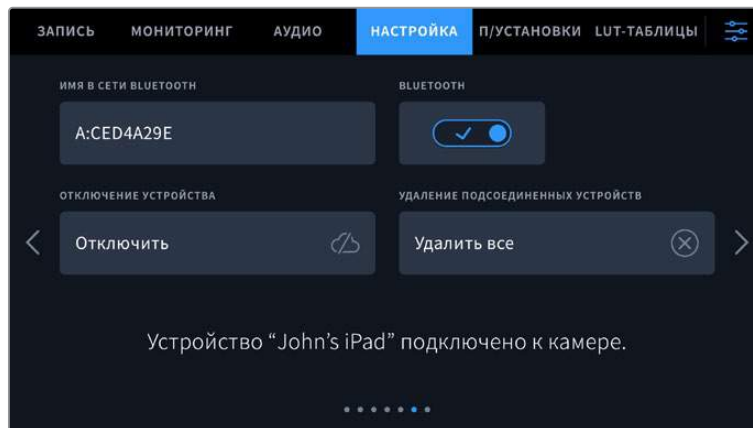 ЗАПИСЬ МОНИТОРИНГ АУДИО НАСТРОЙКА П/УСТАНОВКИ LUT-ТАБЛИЦЫ
ИМЯ В СЕТИ BLUETOOTH BLUETOOTH
A:CED4A29E
ОТКЛЮЧЕНИЕ УСТРОЙСТВА УДАЛЕНИЕ ПОДСОЕДИНЕННЫХ УСТРОЙСТВ
Отключить Удалить все
Устройство “John’s iPad” подключено к камере.